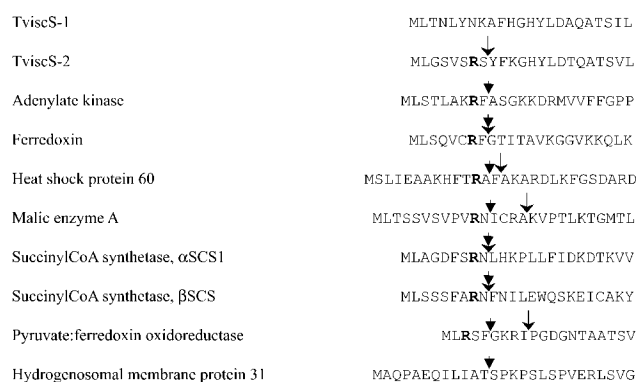 TviscS-1 MLTNLYNKAFHGHYLDAQATSIL
TviscS-2 MLGSVSRSYFKGHYLDTQATSVL
Adenylate kinase MLSTLAKRFASGKKDRMVVFFGPP
Ferredoxin MLSQVCRFGTITAVKGGVKKQLK
Heat shock protein 60 MSLIEAAKHFTRAFAKARDLKFGSDARD
Malic enzyme A MLTSSVSVPVRNICRAKVPTLKTGMTL
SuccinylCoA synthetase, αSCS1 MLAGDFSRNLHKPLLFIDKDTKVV
SuccinylCoA synthetase, βSCS MLSSSFARNFNILEWQSKEICAKY
Pyruvate:ferredoxin oxidoreductase MLRSFGKRIPGDGNTAATSV
Hydrogenosomal membrane protein 31 MAQPAEQILIATSPKPSLSPVERLSVG